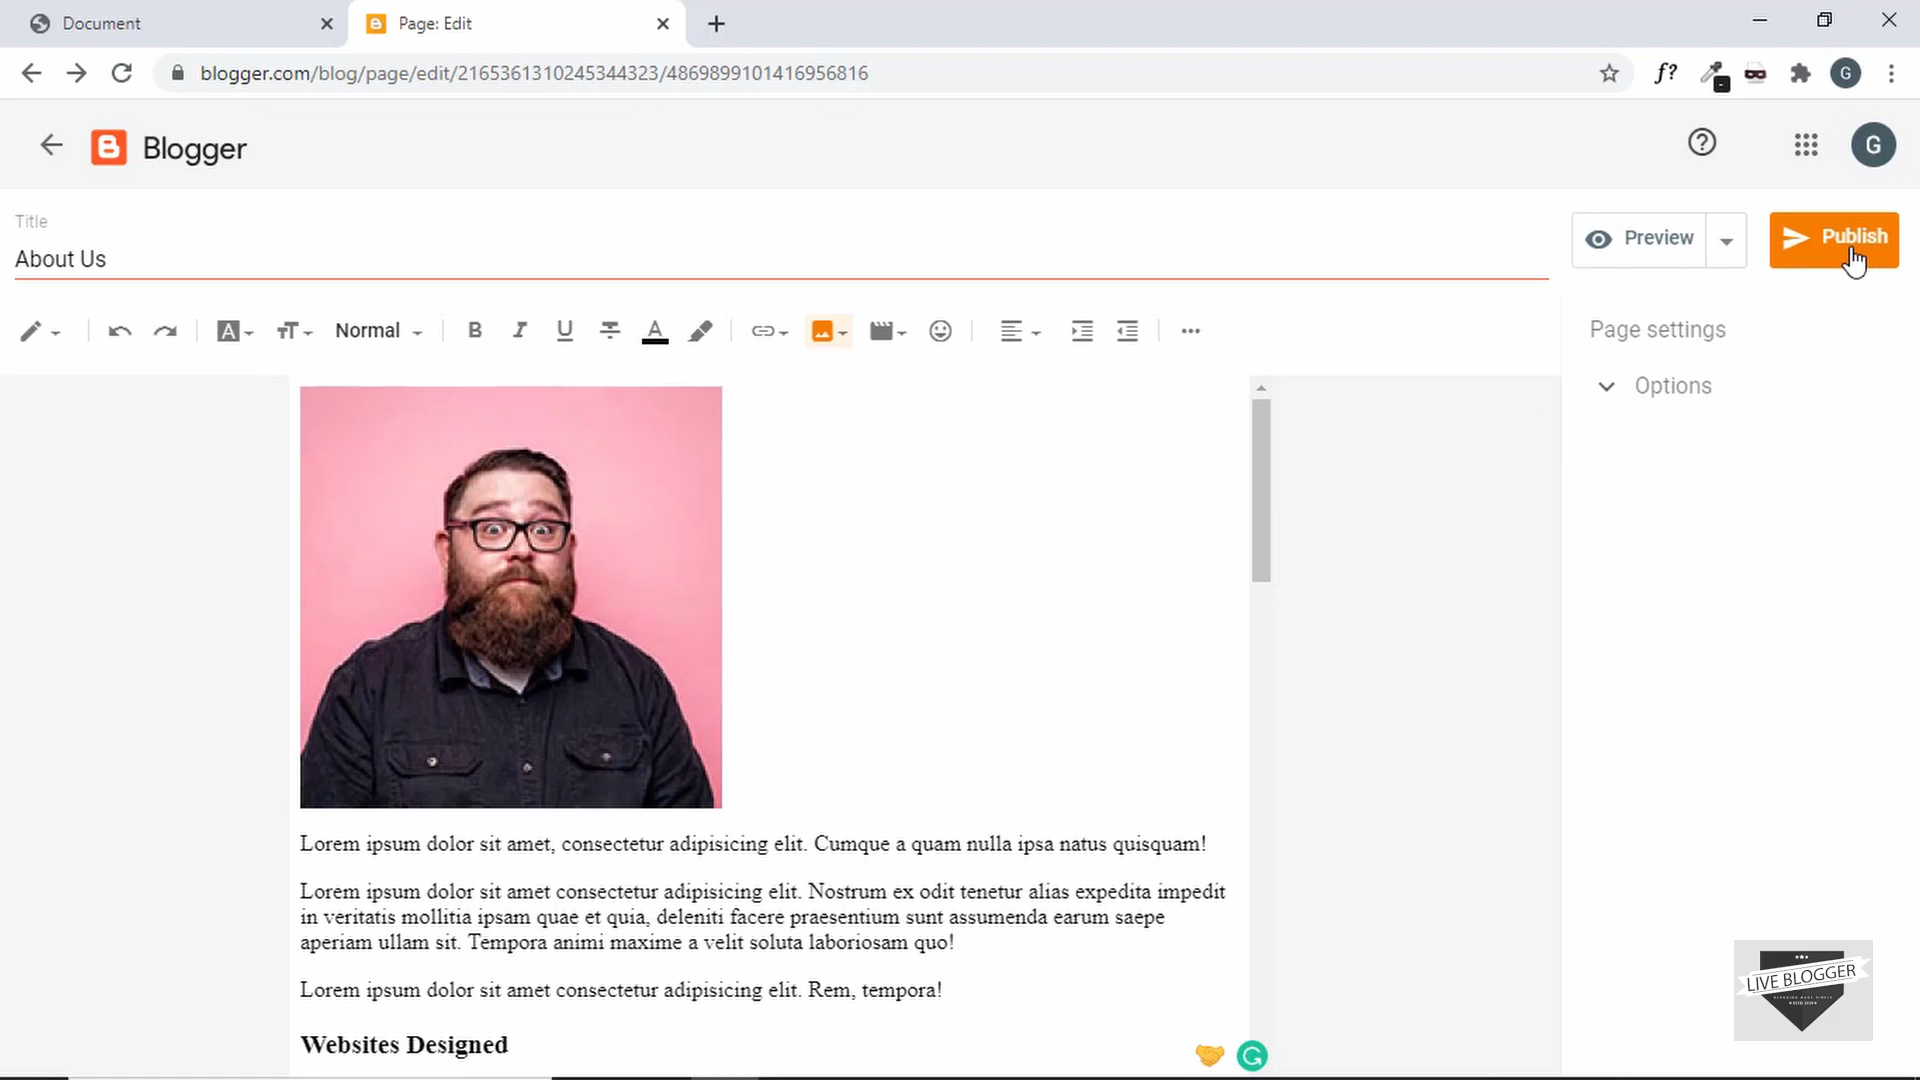 Document
Page: Edit
blogger.com/blog/page/edit/2165361310245344323/4869899101416956816
f?
G
Blogger
G
Title
About Us
Preview
Publish
Normal
B I U A
Page settings
Options
Lorem ipsum dolor sit amet, consectetur adipisicing elit. Cumque a quam nulla ipsa natus quisquam!
Lorem ipsum dolor sit amet consectetur adipisicing elit. Nostrum ex odit tenetur alias expedita impedit
in veritatis mollitia ipsam quae et quia, deleniti facere praesentium sunt assumenda earum saepe
aperiam ullam sit. Tempora animi maxime a velit soluta laboriosam quo!
Lorem ipsum dolor sit amet consectetur adipisicing elit. Rem, tempora!
Websites Designed
LIVE BLOGGER
BLOGGING MADE SIMPLE